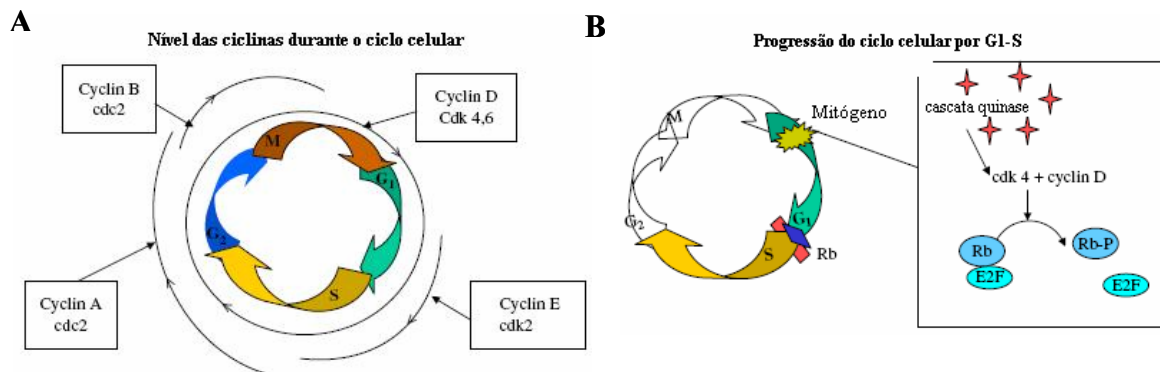 A
Nível das ciclinas durante o ciclo celular
Cyclin B
cdc2
Cyclin D
Cdk 4,6
M
G1
G2
S
Cyclin A
cdc2
Cyclin E
cdk2
B
Progressão do ciclo celular por G1-S
M
Mitógeno
G1
G2
S
Rb
cascata quinase
cdk 4 + cyclin D
Rb
Rb-P
E2F
E2F